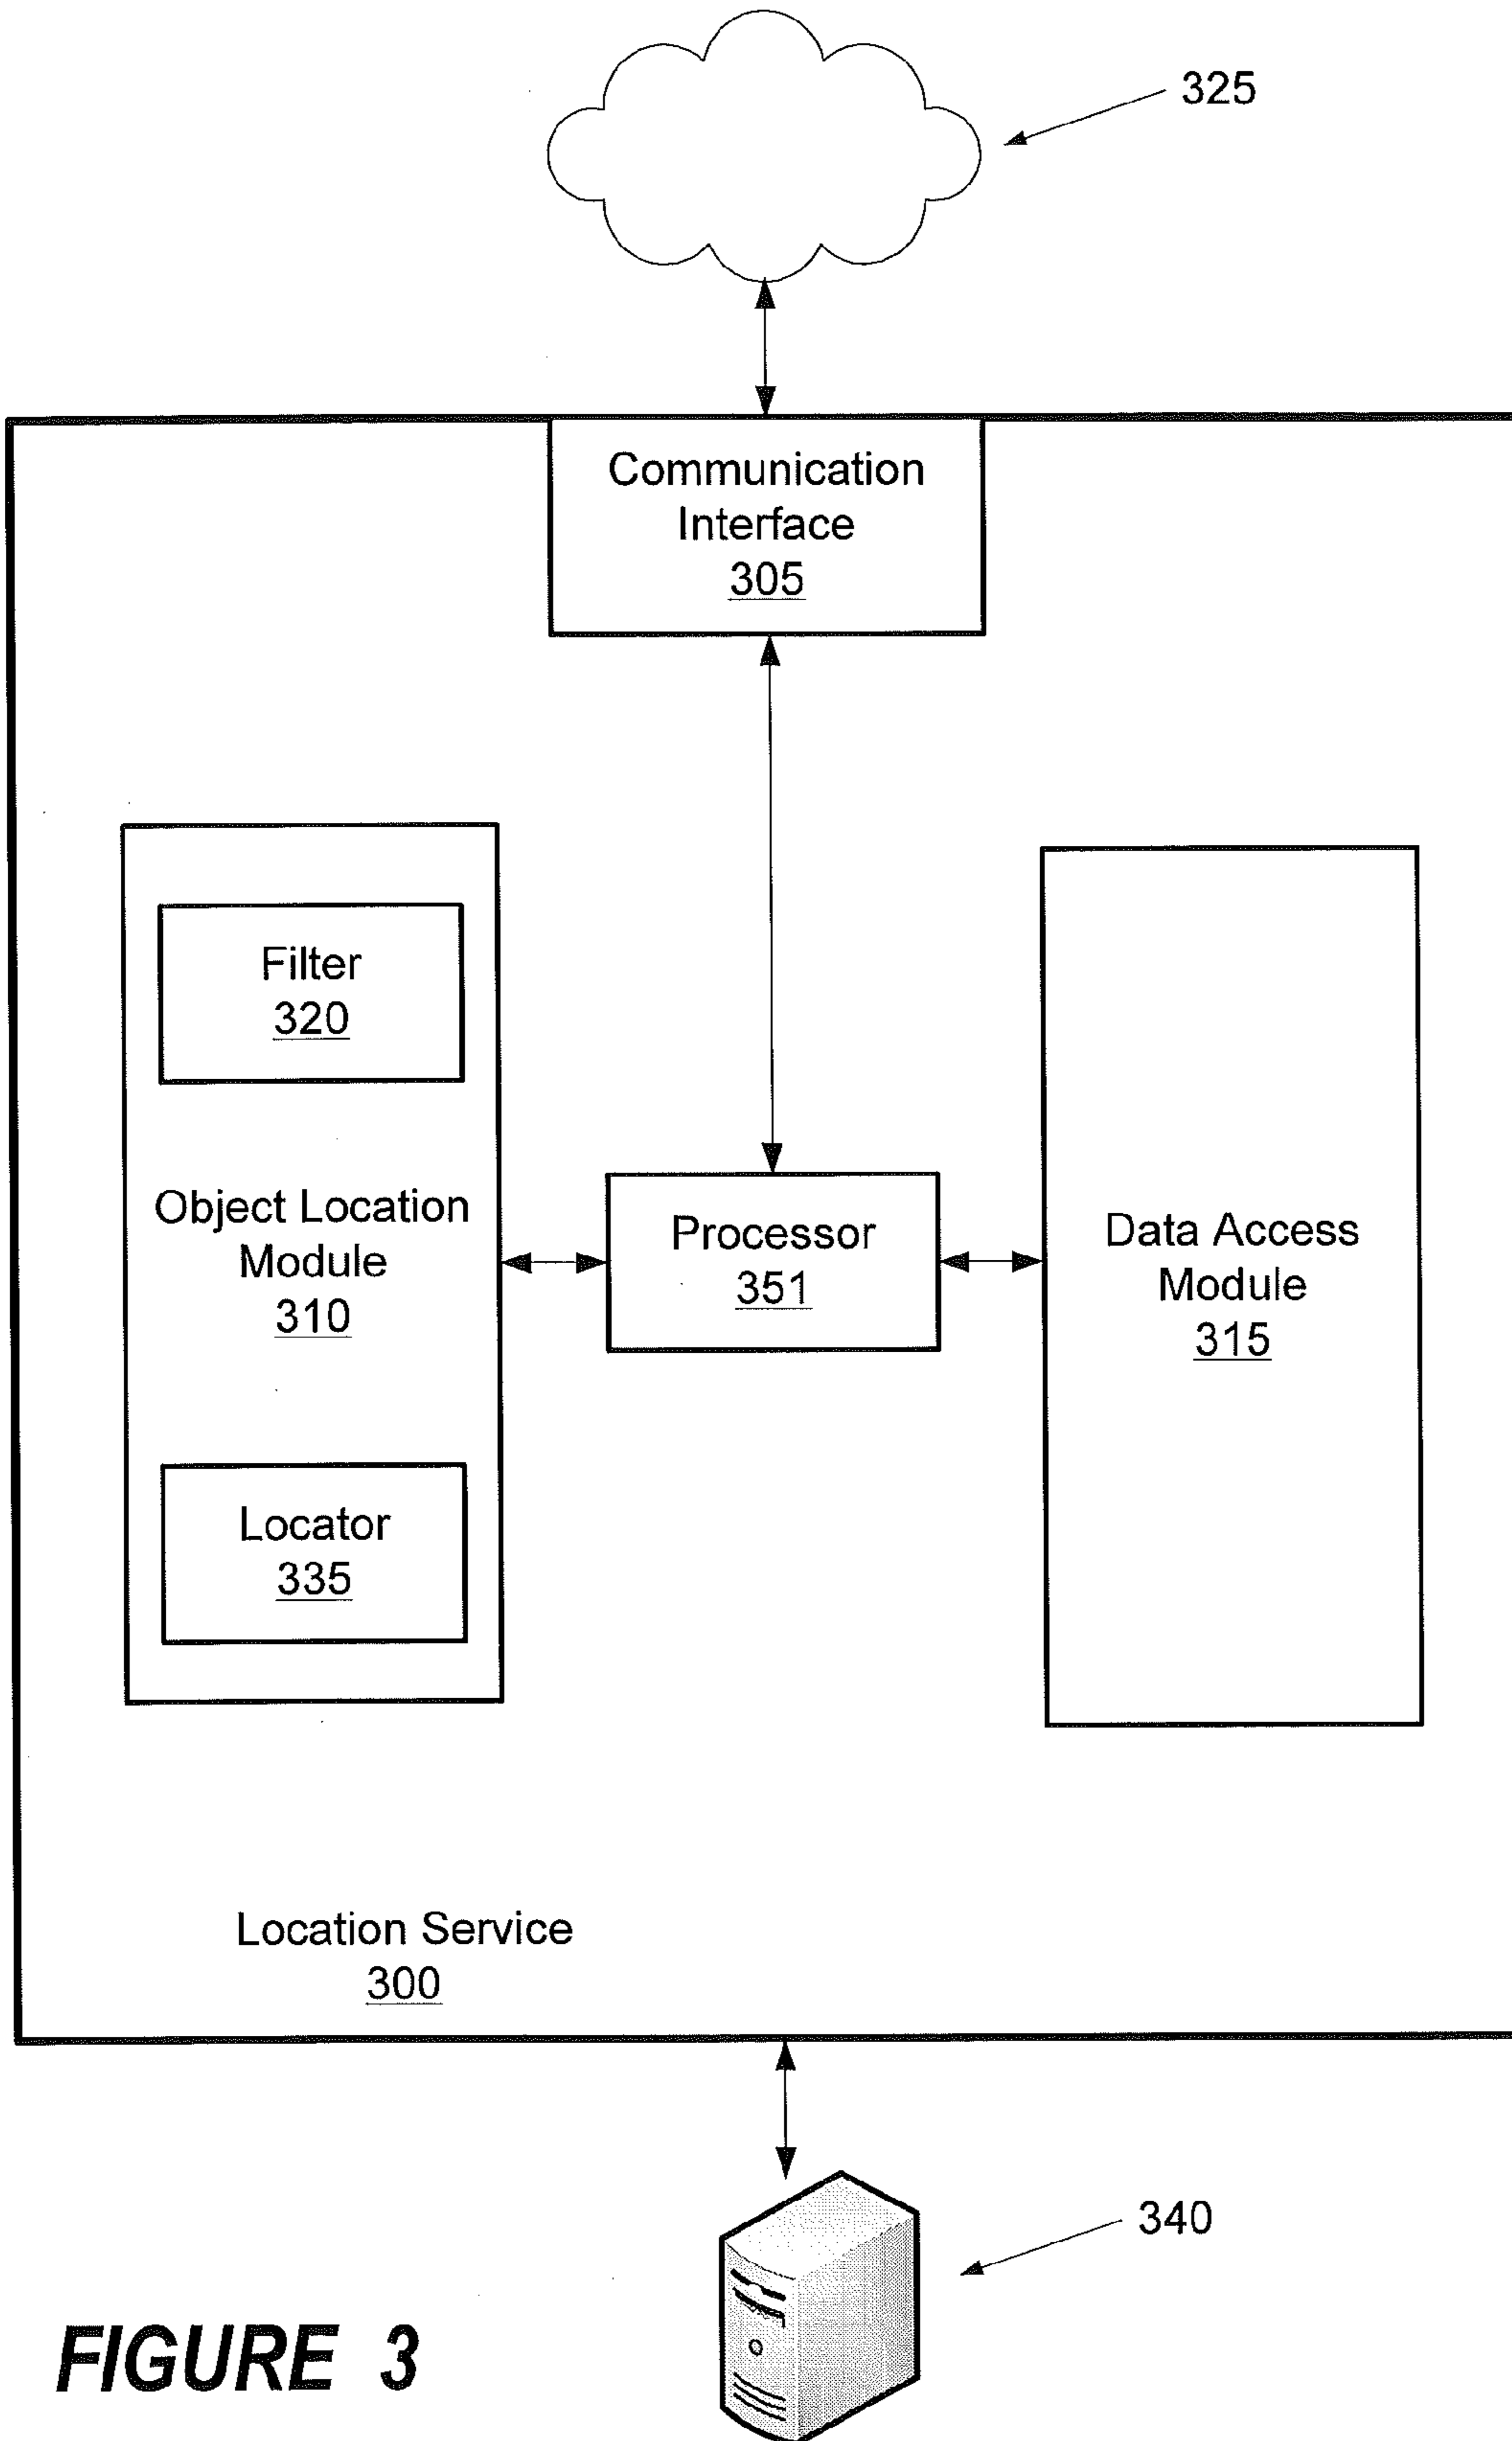 325
Communication
Interface
305
Filter
320
Object Location
Module
310
Processor
351
Data Access
Module
315
Locator
335
Location Service
300
340
FIGURE 3